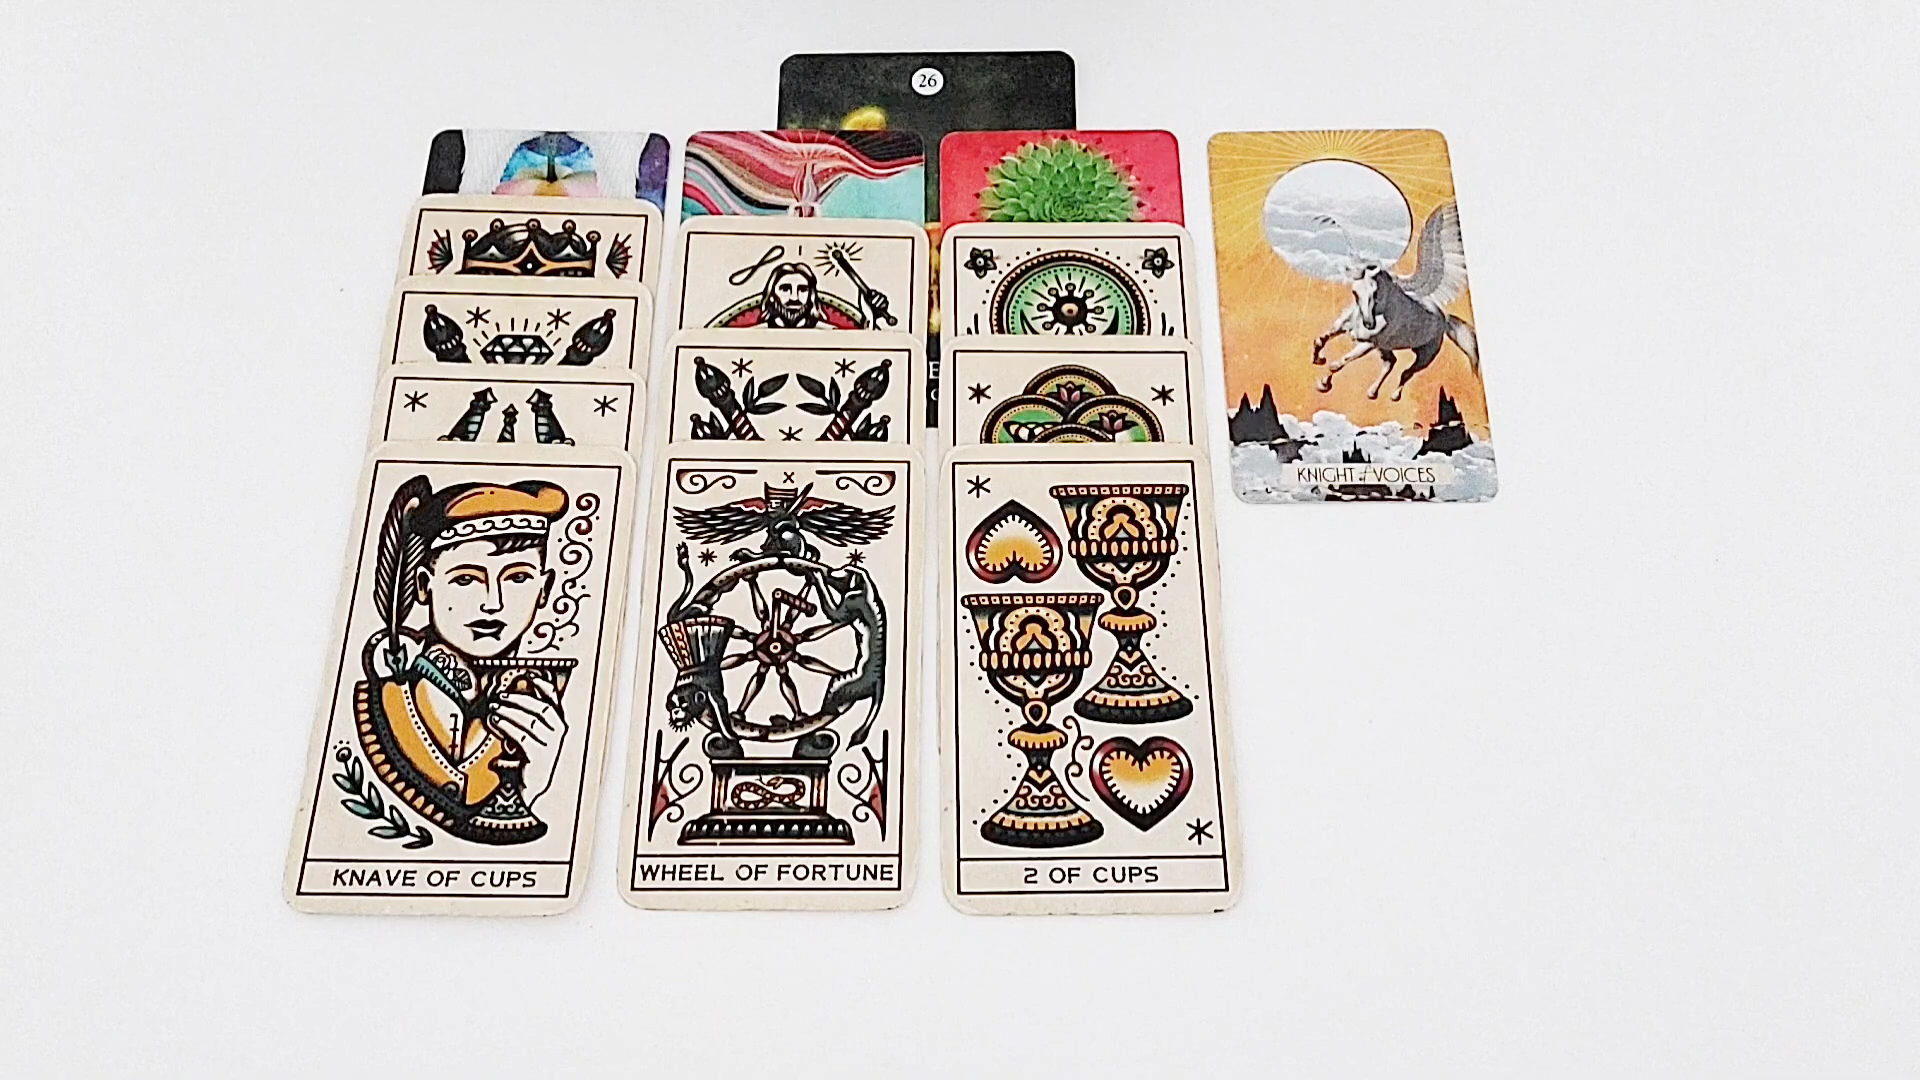 26
KNIGHT of VOICES
X
KNAVE OF CUPS
WHEEL OF FORTUNE
2 OF CUPS